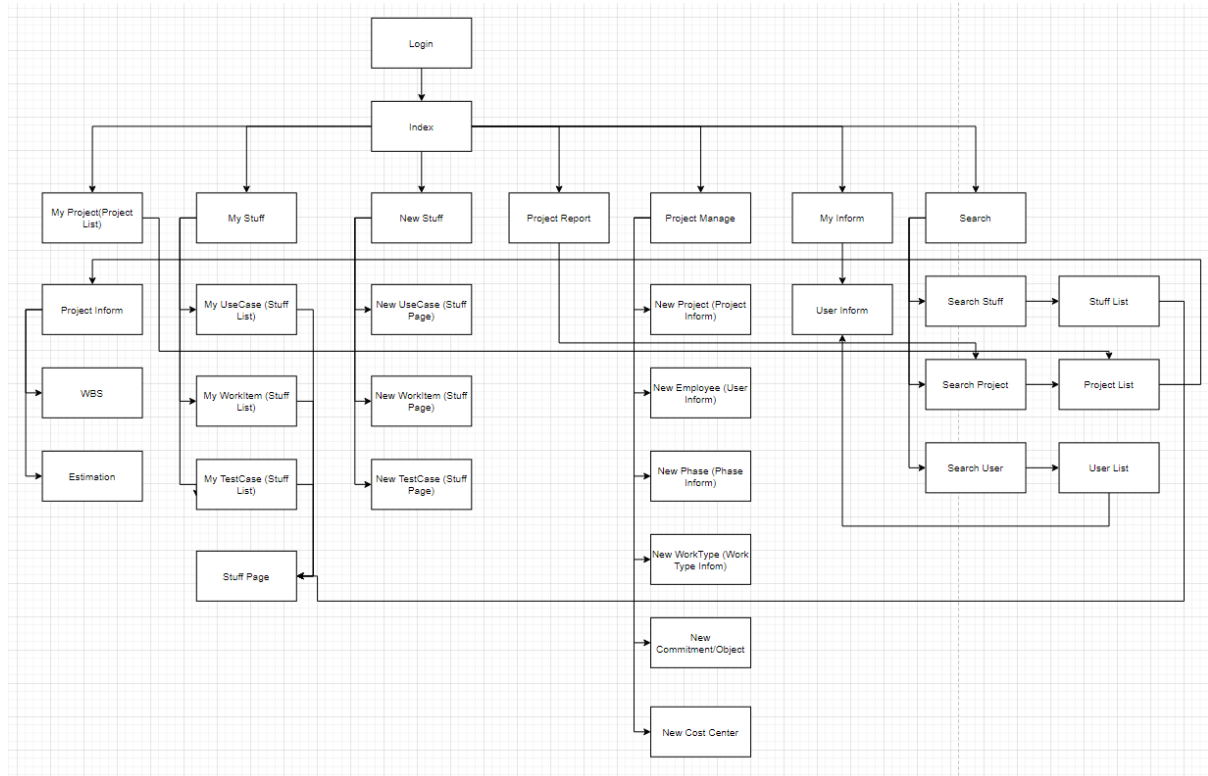 Login
Index
My Project(Project
List)
My Stuff
New Stuff
Project Report
Project Manage
My Inform
Search
Project Inform
My UseCase (Stuff
List)
New UseCase (Stuff
Page)
New Project (Project
Inform)
User Inform
Search Stuff
Stuff List
WBS
My WorkItem (Stuff
List)
New WorkItem (Stuff
Page)
New Employee (User
Inform)
Search Project
Project List
Estimation
My TestCase (Stuff
List)
New TestCase (Stuff
Page)
New Phase (Phase
Inform)
Search User
User List
Stuff Page
New WorkType (Work
Type Infom)
New
Commitment/Object
New Cost Center